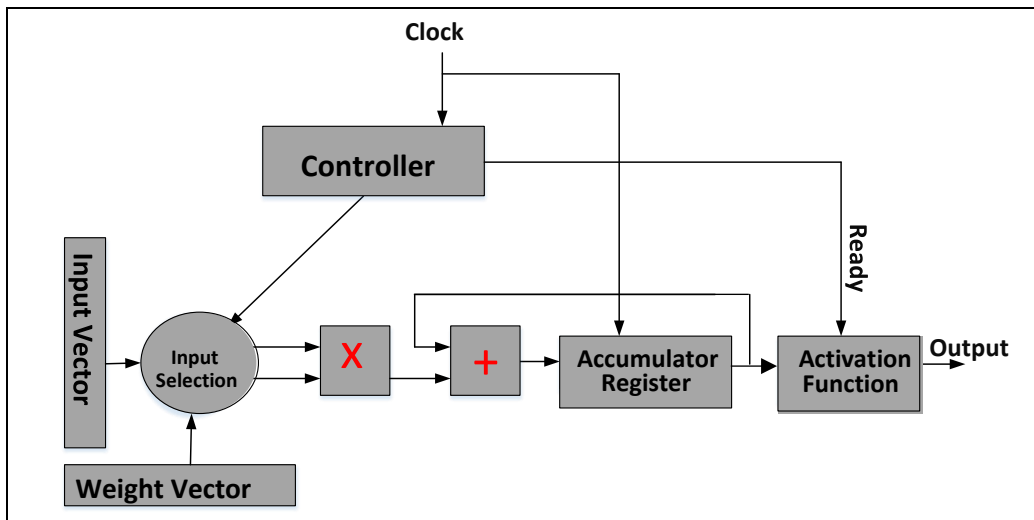 Clock
Controller
Ready
Input Vector
Input
Selection
X
+
Accumulator
Register
Activation
Function
Output
Weight Vector